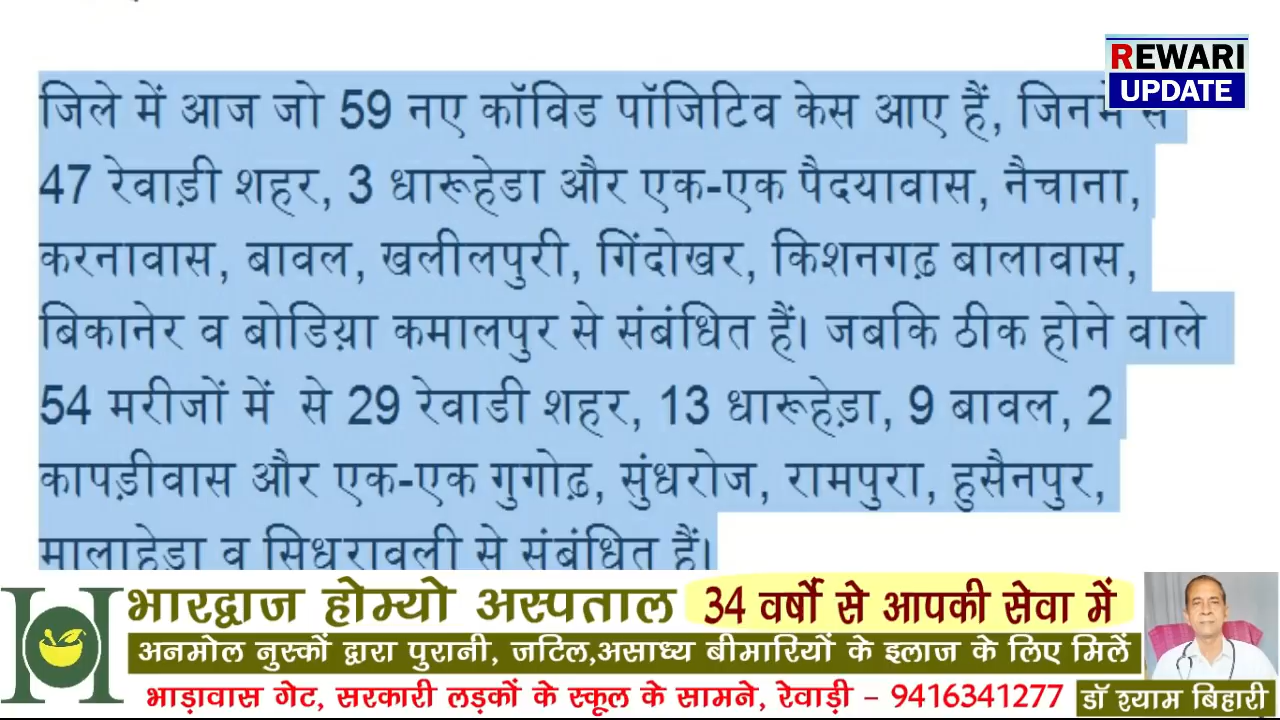 REWARI
UPDATE
जिले में आज जो 59 नए कॉविड पॉजिटिव केस आए हैं, जिनमें से
47 रेवाड़ी शहर, 3 धारूहेडा और एक-एक पैदयावास, नैचाना,
करनावास, बावल, खलीलपुरी, गिंदोखर, किशनगढ़ बालावास,
बिकानेर व बोडिय़ा कमालपुर से संबंधित हैं। जबकि ठीक होने वाले
54 मरीजों में से 29 रेवाडी शहर, 13 धारूहेड़ा, 9 बावल, 2
कापड़ीवास और एक-एक गुगोढ़, सुंधरोज, रामपुरा, हुसैनपुर,
मालाहेडा व सिधरावली से संबंधित हैं।
भारद्वाज होम्यो अस्पताल 34 वर्षो से आपकी सेवा में
अनमोल नुस्कों द्वारा पुरानी, जटिल,असाध्य बीमारियों के इलाज के लिए मिलें
भाड़ावास गेट, सरकारी लड़कों के स्कूल के सामने, रेवाड़ी – 9416341277
डॉ श्याम बिहारी